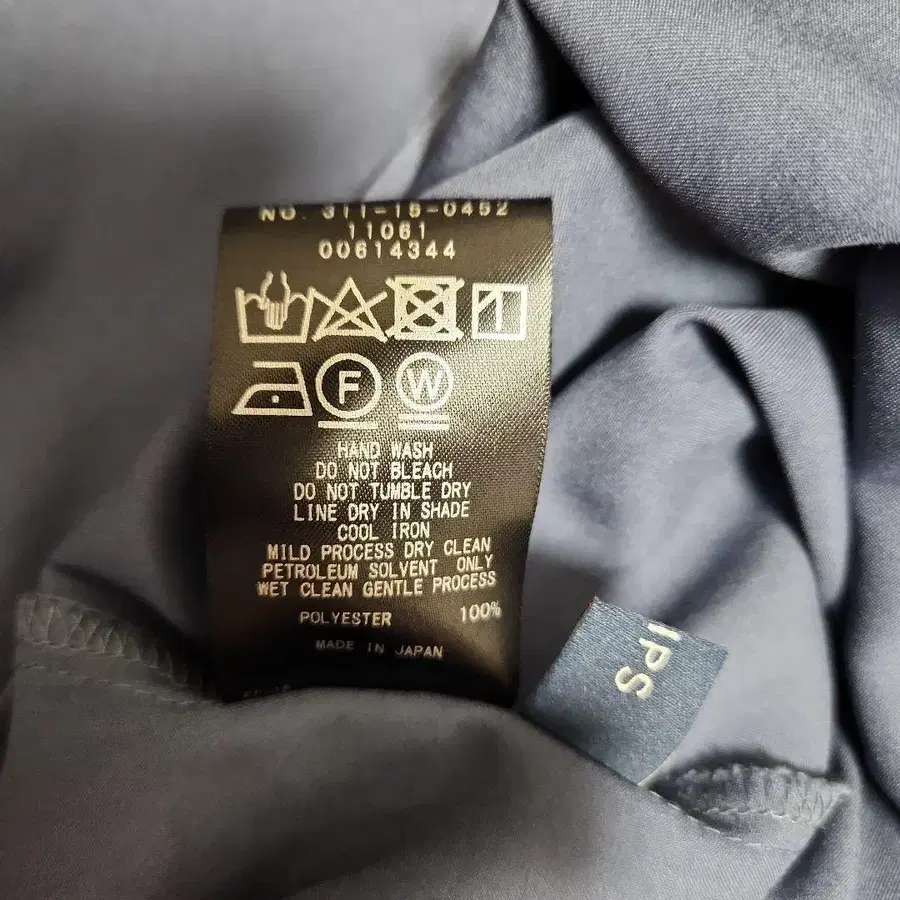 NO. 311-15-0452
11061
00614344
F W
HAND WASH
DO NOT BLEACH
DO NOT TUMBLE DRY
LINE DRY IN SHADE
COOL IRON
MILD PROCESS DRY CLEAN
PETROLEUM SOLVENT ONLY
WET CLEAN GENTLE PROCESS
POLYESTER 100%
MADE IN JAPAN
IPS